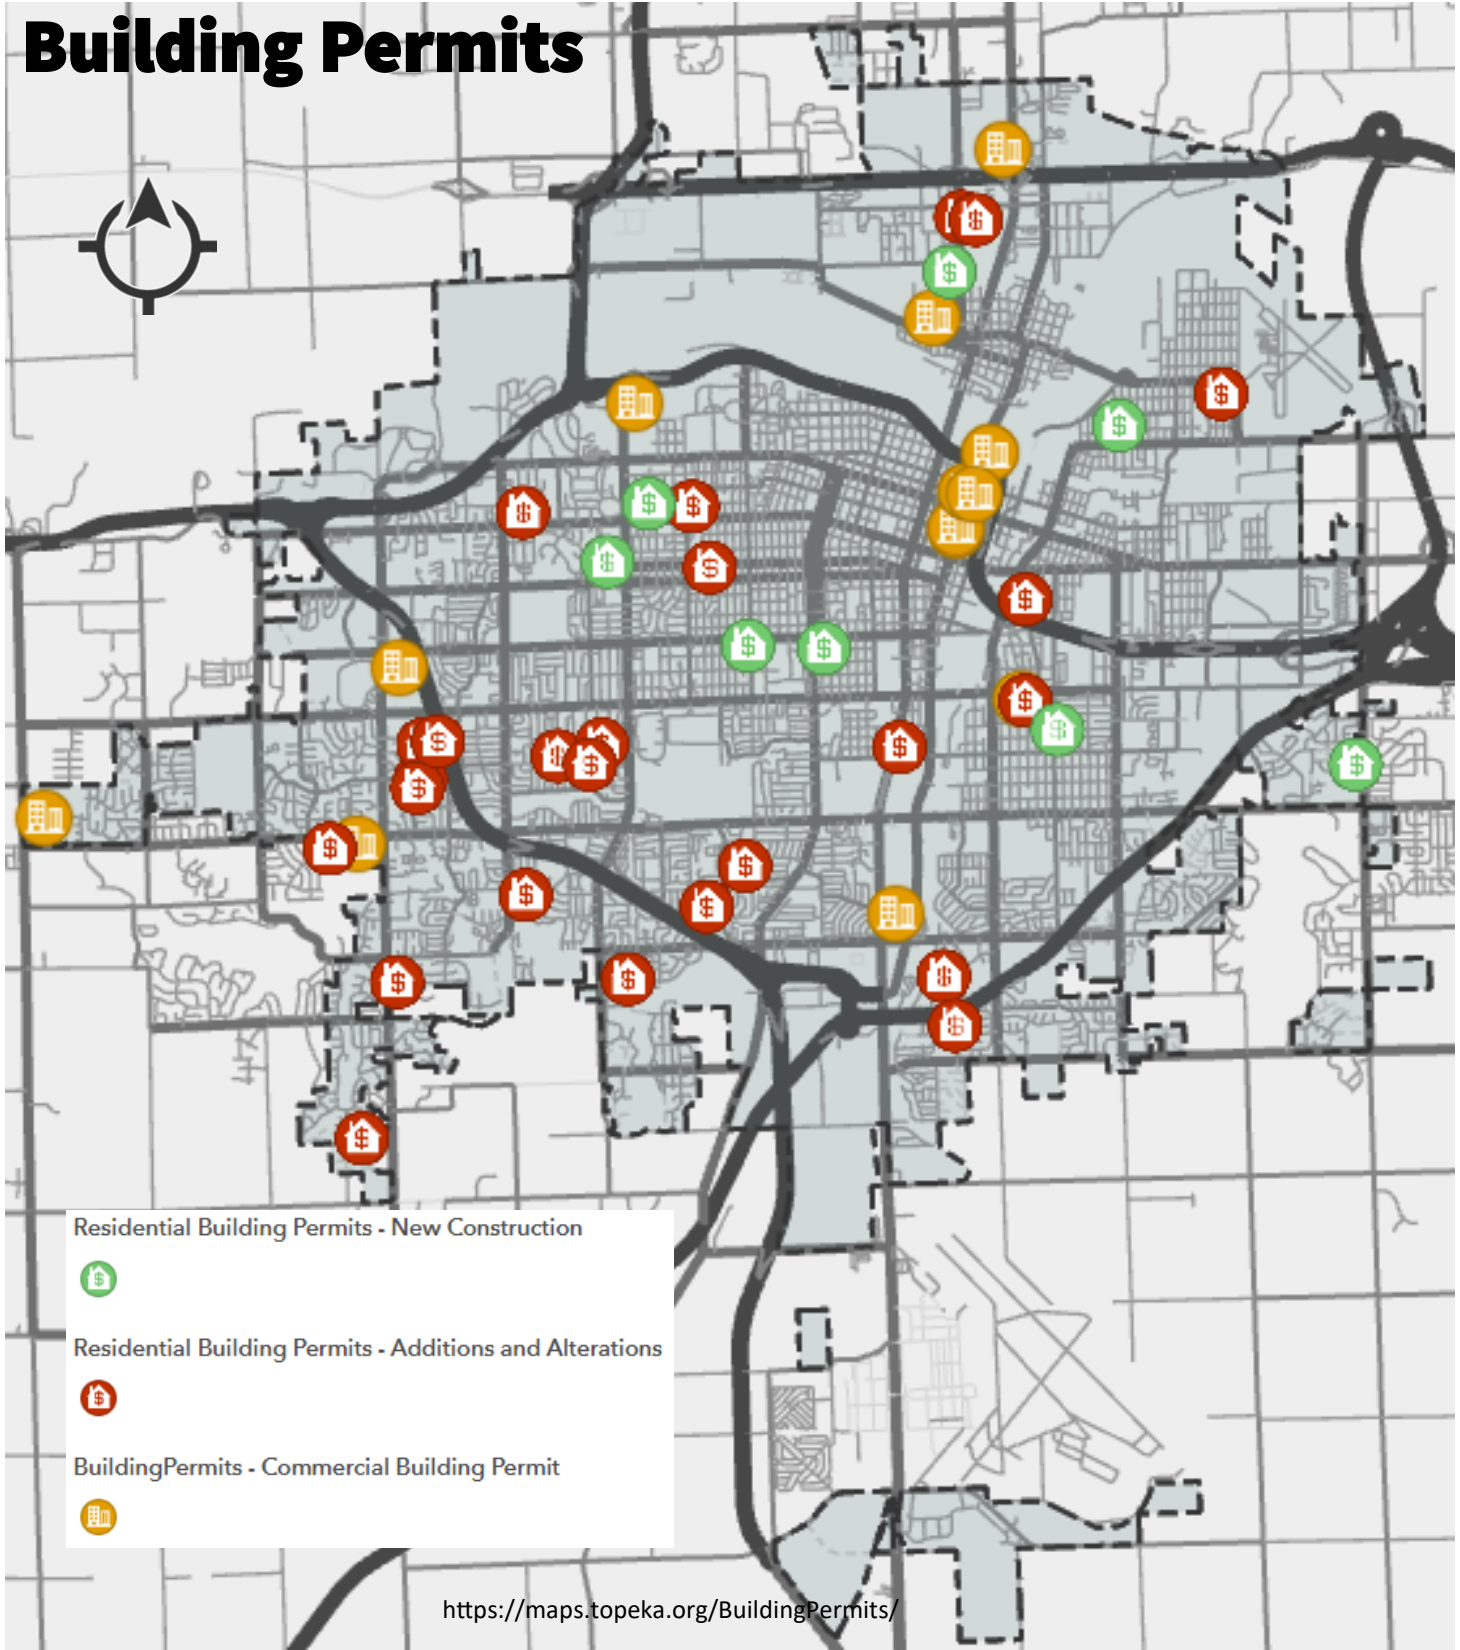 Building Permits
Residential Building Permits - New Construction
Residential Building Permits - Additions and Alterations
BuildingPermits - Commercial Building Permit
https://maps.topeka.org/BuildingPermits/